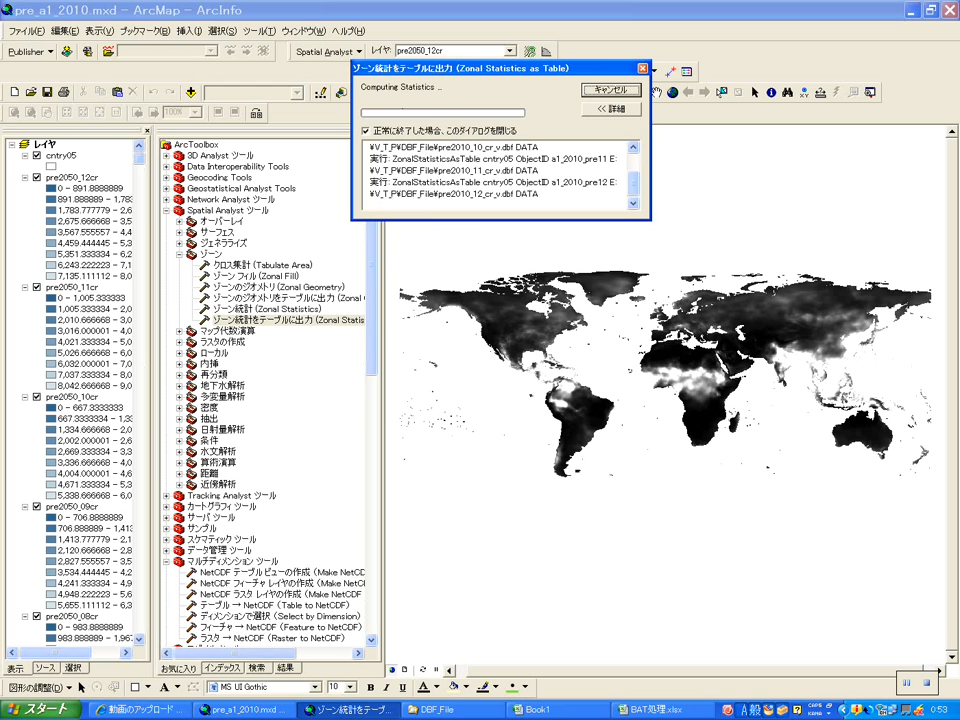 pre_a1_2010.mxd - ArcMap - ArcInfo
ファイル(F) 編集(E) 表示(V) ブックマーク(B) 挿入(I) 選択(S) ツール(T) ウィンドウ(W) ヘルプ(H)
Publisher Spatial Analyst レイヤ: pre2050_12cr
100%
ゾーン統計をテーブルに出力 (Zonal Statistics as Table)
Computing Statistics ...
キャンセル
<< 詳細
正常に終了した場合、このダイアログを閉じる
¥V_T_P¥DBF_File¥pre2010_10_cr_v.dbf DATA
実行: ZonalStatisticsAsTable cntry05 ObjectID a1_2010_pre11 E:
¥V_T_P¥DBF_File¥pre2010_11_cr_v.dbf DATA
実行: ZonalStatisticsAsTable cntry05 ObjectID a1_2010_pre12 E:
¥V_T_P¥DBF_File¥pre2010_12_cr_v.dbf DATA
レイヤ
cntry05
pre2050_12cr
0 - 891.8888889
891.888889 - 1,783
1,783.777779 - 2,6
2,675.666668 - 3,5
3,567.555557 - 4,4
4,459.444445 - 5,3
5,351.333334 - 6,2
6,243.222223 - 7,1
7,135.111112 - 8,0
pre2050_11cr
0 - 1,005.333333
1,005.333334 - 2,0
2,010.666668 - 3,0
3,016.000001 - 4,0
4,021.333334 - 5,0
5,026.666668 - 6,0
6,032.000001 - 7,0
7,037.333334 - 8,0
8,042.666668 - 9,0
pre2050_10cr
0 - 667.3333333
667.3333334 - 1,33
1,334.666668 - 2,0
2,002.000001 - 2,6
2,669.333334 - 3,3
3,336.666668 - 4,0
4,004.000001 - 4,6
4,671.333334 - 5,3
5,338.666668 - 6,0
pre2050_09cr
0 - 706.8888889
706.888889 - 1,413
1,413.777779 - 2,1
2,120.666668 - 2,8
2,827.555557 - 3,5
3,534.444446 - 4,2
4,241.333334 - 4,9
4,948.222223 - 5,6
5,655.111112 - 6,3
pre2050_08cr
0 - 983.8888889
983.888889 - 1,967
表示 ソース 選択
ArcToolbox
3D Analyst ツール
Data Interoperability Tools
Geocoding Tools
Geostatistical Analyst Tools
Network Analyst ツール
Spatial Analyst ツール
オーバーレイ
サーフェス
ジェネラライズ
ゾーン
クロス集計 (Tabulate Area)
ゾーン フィル (Zonal Fill)
ゾーンのジオメトリ (Zonal Geometry)
ゾーンのジオメトリをテーブルに出力 (Zonal
ゾーン統計 (Zonal Statistics)
ゾーン統計をテーブルに出力 (Zonal Statis
マップ代数演算
ラスタの作成
ローカル
内挿
再分類
地下水解析
多変量解析
密度
抽出
日射量解析
条件
水文解析
算術演算
距離
近傍解析
Tracking Analyst ツール
カートグラフィ ツール
サーバ ツール
サンプル
スケマティック ツール
データ管理 ツール
マルチディメンション ツール
NetCDF テーブル ビューの作成 (Make NetCD
NetCDF フィーチャ レイヤの作成 (Make NetC
NetCDF ラスタ レイヤの作成 (Make NetCDF
テーブル → NetCDF (Table to NetCDF)
ディメンションで選択 (Select by Dimension)
フィーチャ → NetCDF (Feature to NetCDF)
ラスタ → NetCDF (Raster to NetCDF)
お気に入り インデックス 検索 結果
図形の調整(D) A MS UI Gothic 10 B I U A
スタート 動画のアップロード ... pre_a1_2010.mxd ... ゾーン統計をテーブ... DBF_File Book1 BAT処理.xlsx A 般 CAPS KANA 0:53